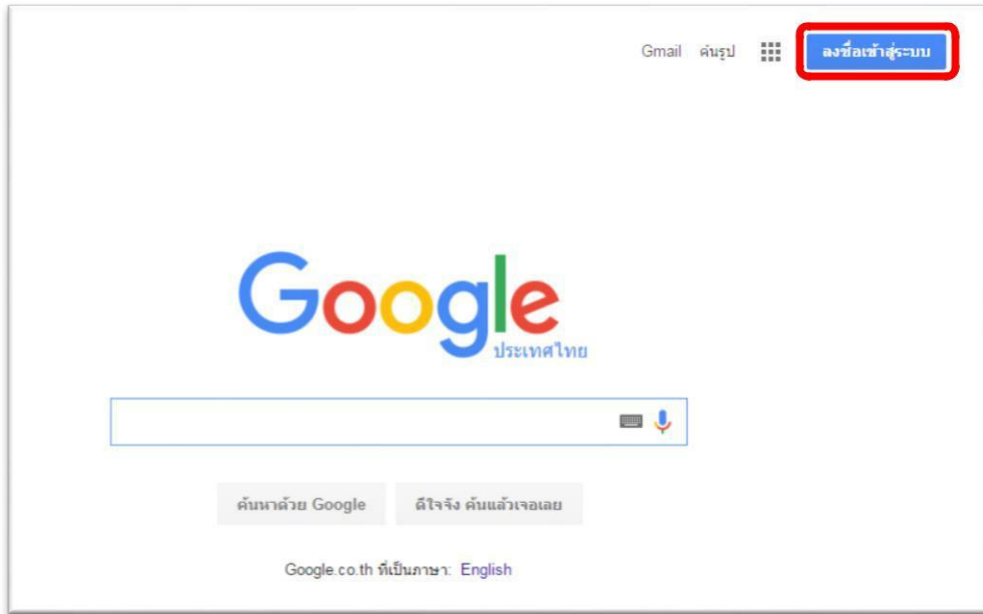 Gmail ค้นรูป ลงชื่อเข้าสู่ระบบ
Google
ประเทศไทย
ค้นหาด้วย Google ดีใจจัง ค้นแล้วเจอเลย
Google.co.th ที่เป็นภาษา: English